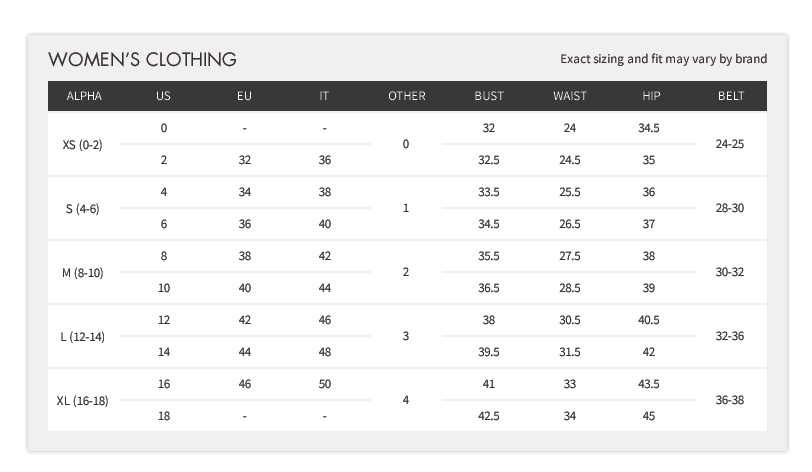 WOMEN'S CLOTHING Exact sizing and fit may vary by brand
ALPHA US EU IT OTHER BUST WAIST HIP BELT
0 - - 32 24 34.5
XS (0-2) 0 24-25
2 32 36 32.5 24.5 35
4 34 38 33.5 25.5 36
S (4-6) 1 28-30
6 36 40 34.5 26.5 37
8 38 42 35.5 27.5 38
M (8-10) 2 30-32
10 40 44 36.5 28.5 39
12 42 46 38 30.5 40.5
L (12-14) 3 32-36
14 44 48 39.5 31.5 42
16 46 50 41 33 43.5
XL (16-18) 4 36-38
18 - - 42.5 34 45